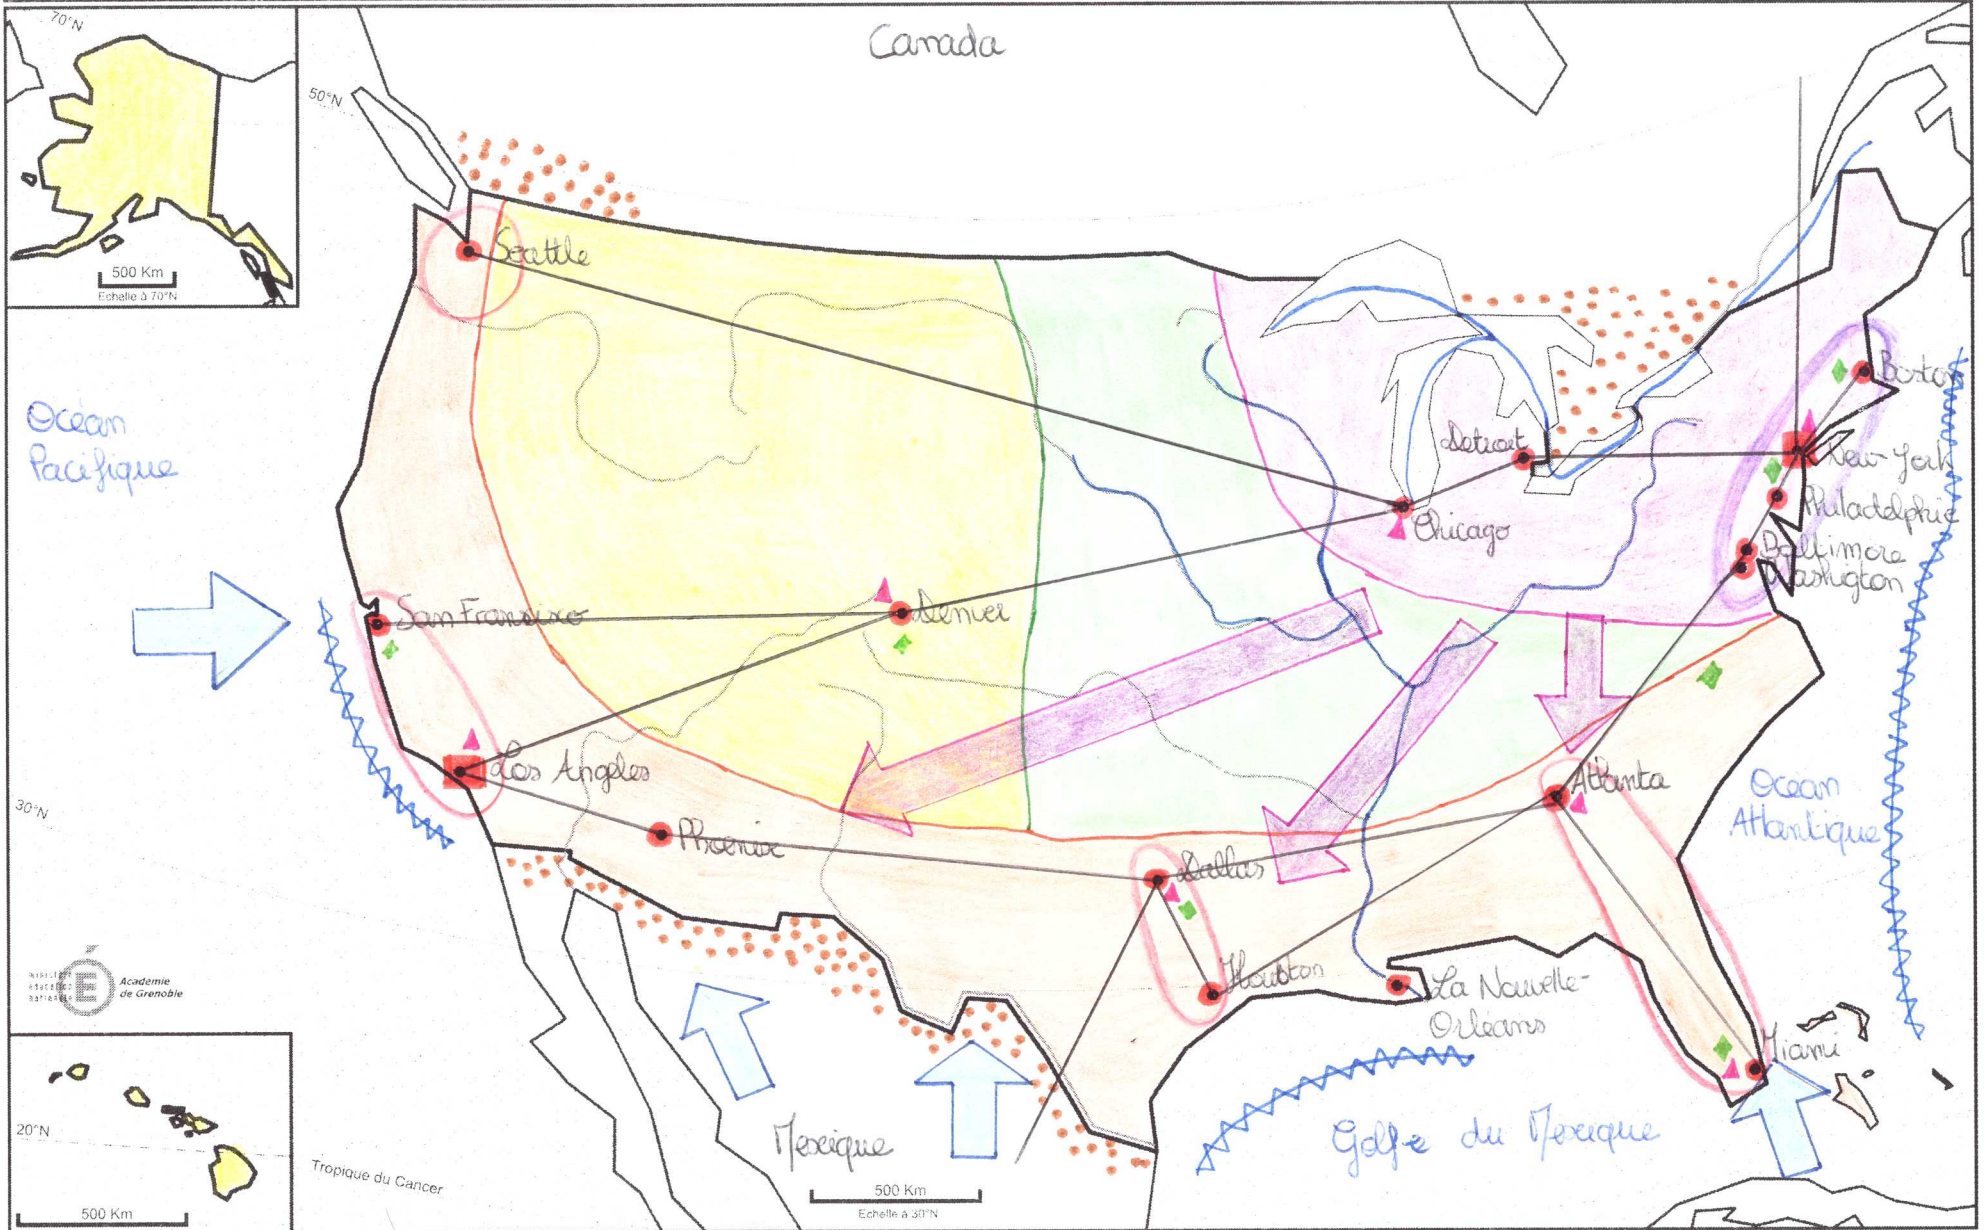 70°N
Canada
50°N
500 Km
Echelle à 70°N
Seattle
Océan
Pacifique
Boston
Detroit
New-York
Philadelphie
Chicago
Baltimore
Washigton
San Fransisco
Denver
Los Angeles
Atlanta
Océan
Atlantique
30°N
Phoenix
Dallas
Houston
La Nouvelle-
Orléans
Académie
de Grenoble
Miami
20°N
Mexique
Golfe du Mexique
Tropique du Cancer
500 Km
Echelle à 30°N
500 Km